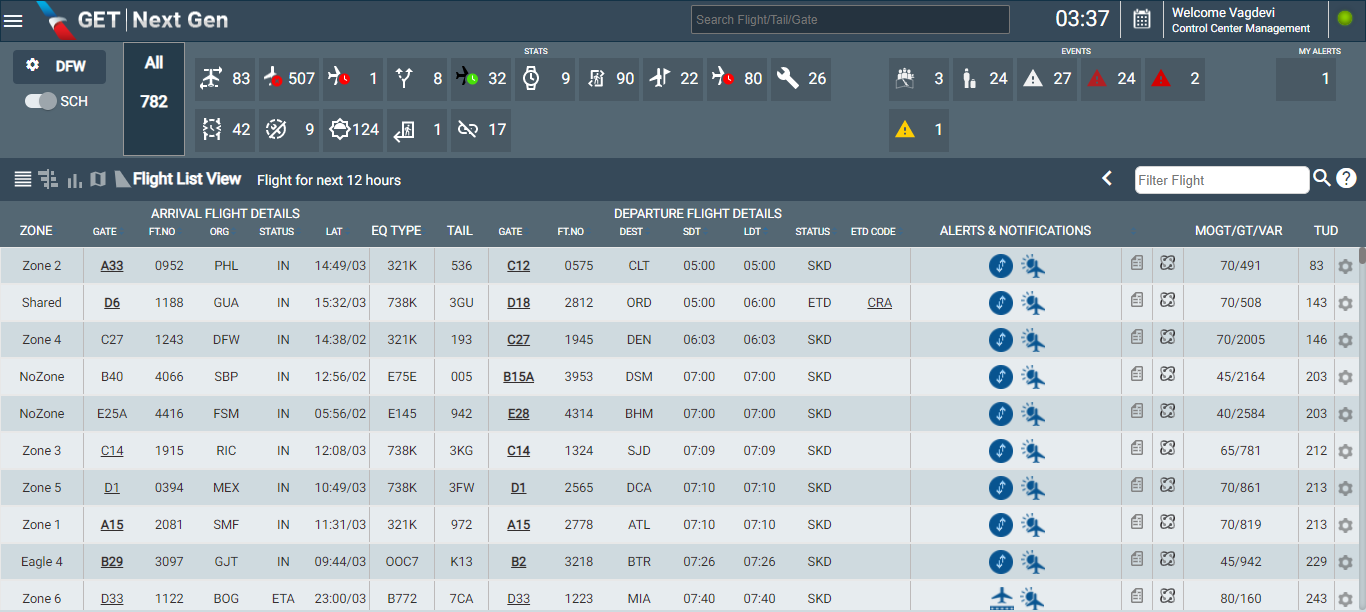 GET | Next Gen
Search Flight/Tail/Gate
03:37
Welcome Vagdevi
Control Center Management
DFW
SCH
All
782
STATS
83 507 1 8 32 9 90 22 80 26
42 9 124 1 17
EVENTS
3 24 27 24 2
1
MY ALERTS
1
Flight List View Flight for next 12 hours
Filter Flight
?
ARRIVAL FLIGHT DETAILS DEPARTURE FLIGHT DETAILS
ZONE GATE FT.NO ORG STATUS LAT EQ TYPE TAIL GATE FT.NO DEST SDT LDT STATUS ETD CODE ALERTS & NOTIFICATIONS MOGT/GT/VAR TUD
Zone 2 A33 0952 PHL IN 14:49/03 321K 536 C12 0575 CLT 05:00 05:00 SKD 70/491 83
Shared D6 1188 GUA IN 15:32/03 738K 3GU D18 2812 ORD 05:00 06:00 ETD CRA 70/508 143
Zone 4 C27 1243 DFW IN 14:38/02 321K 193 C27 1945 DEN 06:03 06:03 SKD 70/2005 146
NoZone B40 4066 SBP IN 12:56/02 E75E 005 B15A 3953 DSM 07:00 07:00 SKD 45/2164 203
NoZone E25A 4416 FSM IN 05:56/02 E145 942 E28 4314 BHM 07:00 07:00 SKD 40/2584 203
Zone 3 C14 1915 RIC IN 12:08/03 738K 3KG C14 1324 SJD 07:09 07:09 SKD 65/781 212
Zone 5 D1 0394 MEX IN 10:49/03 738K 3FW D1 2565 DCA 07:10 07:10 SKD 70/861 213
Zone 1 A15 2081 SMF IN 11:31/03 321K 972 A15 2778 ATL 07:10 07:10 SKD 70/819 213
Eagle 4 B29 3097 GJT IN 09:44/03 OOC7 K13 B2 3218 BTR 07:26 07:26 SKD 45/942 229
Zone 6 D33 1122 BOG ETA 23:00/03 B772 7CA D33 1223 MIA 07:40 07:40 SKD 80/160 243